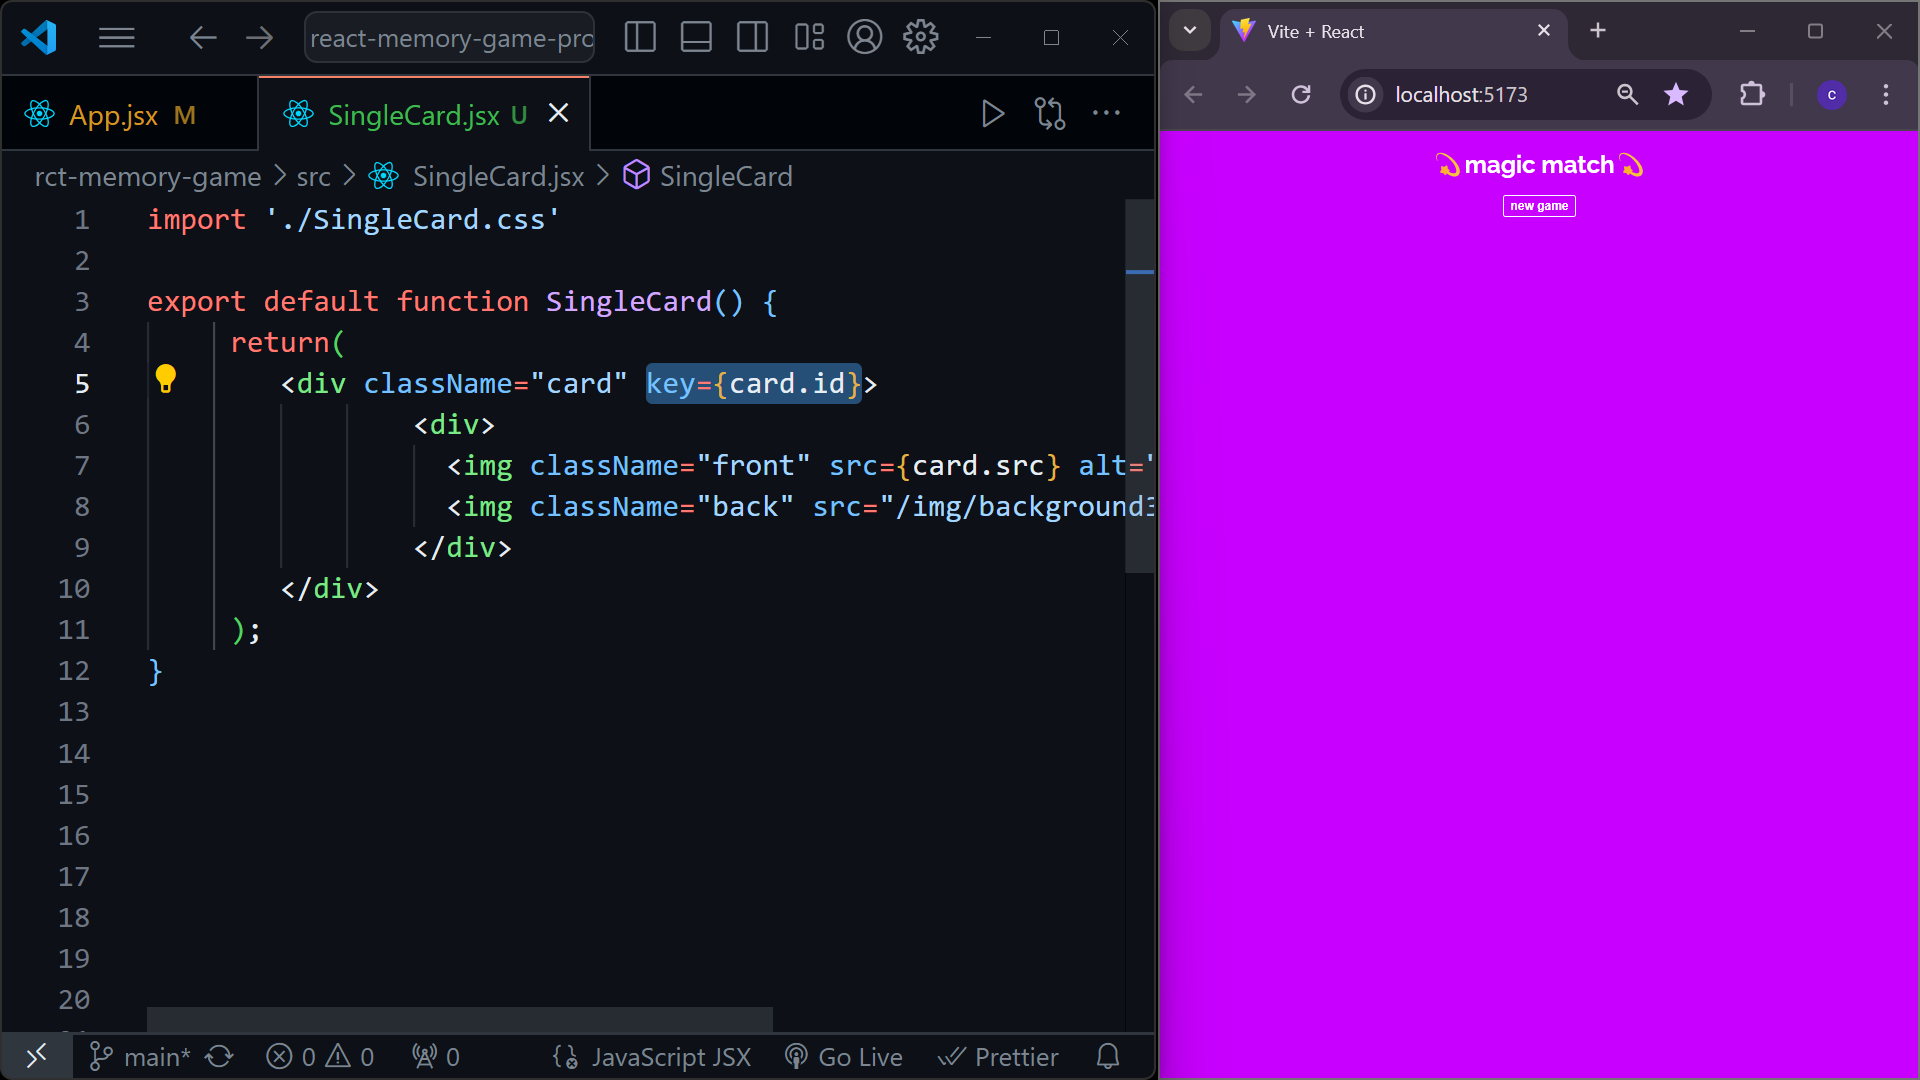 react-memory-game-pro
App.jsx M
SingleCard.jsx U
rct-memory-game > src > SingleCard.jsx > SingleCard
1 import './SingleCard.css'
2
3 export default function SingleCard() {
4 return(
5 <div className="card" key={card.id}>
6 <div>
7 <img className="front" src={card.src} alt='
8 <img className="back" src="/img/background3
9 </div>
10 </div>
11 );
12 }
13
14
15
16
17
18
19
20
main* 0 0 0 JavaScript JSX Go Live Prettier
Vite + React
localhost:5173
c
💫 magic match 💫
new game